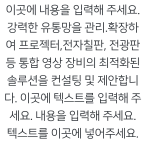 이곳에 내용을 입력해 주세요.
강력한 유통망을 관리.확장하
여 프로젝터,전자칠판, 전광판
등 통합 영상 장비의 최적화된
솔루션을 컨설팅 및 제안합니
다. 이곳에 텍스트를 입력해 주
세요. 내용을 입력해 주세요.
텍스트를 이곳에 넣어주세요.